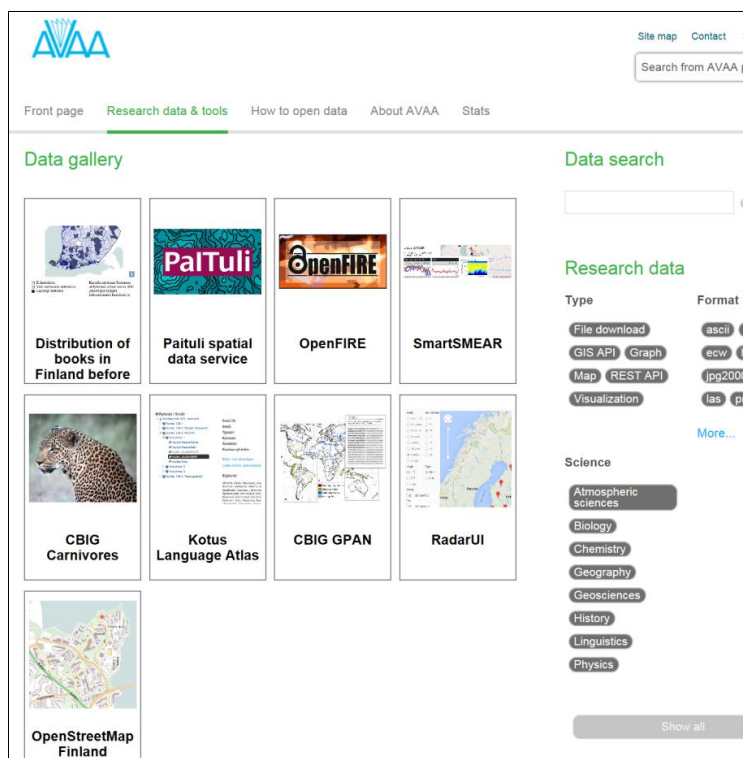 AVAA
Site map Contact
Search from AVAA p
Front page Research data & tools How to open data About AVAA Stats
Data gallery
Distribution of
books in
Finland before
PaITuli
Paituli spatial
data service
OpenFIRE
OpenFIRE
SmartSMEAR
CBIG
Carnivores
Kotus
Language Atlas
CBIG GPAN
RadarUI
OpenStreetMap
Finland
Data search
Research data
Type
File download
GIS API Graph
Map REST API
Visualization
Format
ascii
ecw
jpg2000
las
More...
Science
Atmospheric
sciences
Biology
Chemistry
Geography
Geosciences
History
Linguistics
Physics
Show all